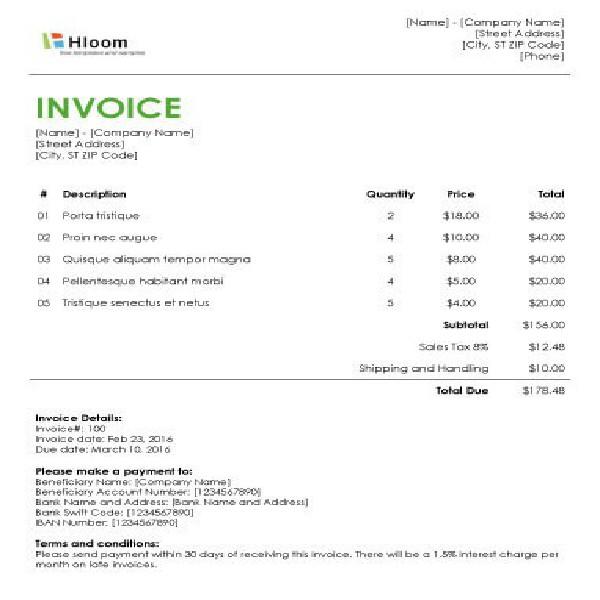 Hloom
[Name] - [Company Name]
[Street Address]
[City, ST ZIP Code]
[Phone]
INVOICE
[Name] - [Company Name]
[Street Address]
[City, ST ZIP Code]
# Description Quantity Price Total
01 Porta tristique 2 $18.00 $36.00
02 Proin nec augue 4 $10.00 $40.00
03 Quisque aliquam tempor magna 5 $8.00 $40.00
04 Pellentesque habitant morbi 4 $5.00 $20.00
05 Tristique senectus et netus 5 $4.00 $20.00
Subtotal $156.00
Sales Tax 8% $12.48
Shipping and Handling $10.00
Total Due $178.48
Invoice Details:
Invoice#: 100
Invoice date: Feb 23, 2016
Due date: March 10, 2016
Please make a payment to:
Beneficiary Name: [Company Name]
Beneficiary Account Number: [1234567890]
Bank Name and Address: [Bank Name and Address]
Bank Swift Code: [1234567890]
IBAN Number: [1234567890]
Terms and conditions:
Please send payment within 30 days of receiving this invoice. There will be a 1.5% interest charge per
month on late invoices.